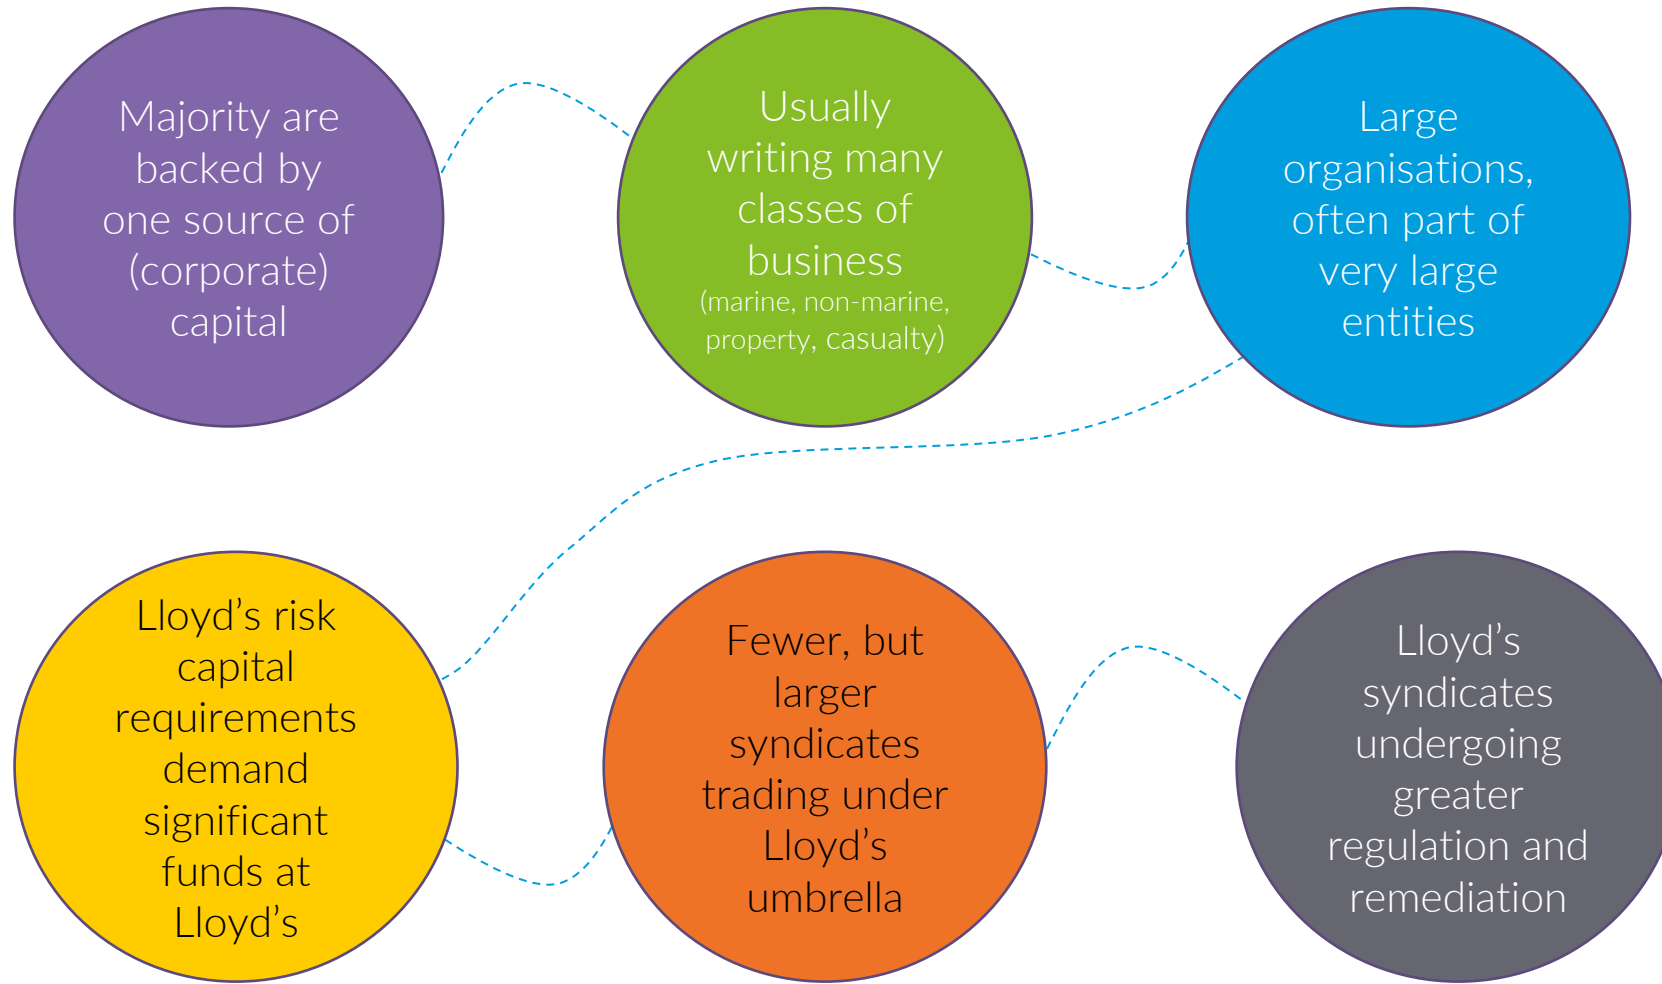 Majority are
backed by
one source of
(corporate)
capital
Usually
writing many
classes of
business
(marine, non-marine,
property, casualty)
Large
organisations,
often part of
very large
entities
Lloyd’s risk
capital
requirements
demand
significant
funds at
Lloyd’s
Fewer, but
larger
syndicates
trading under
Lloyd’s
umbrella
Lloyd’s
syndicates
undergoing
greater
regulation and
remediation